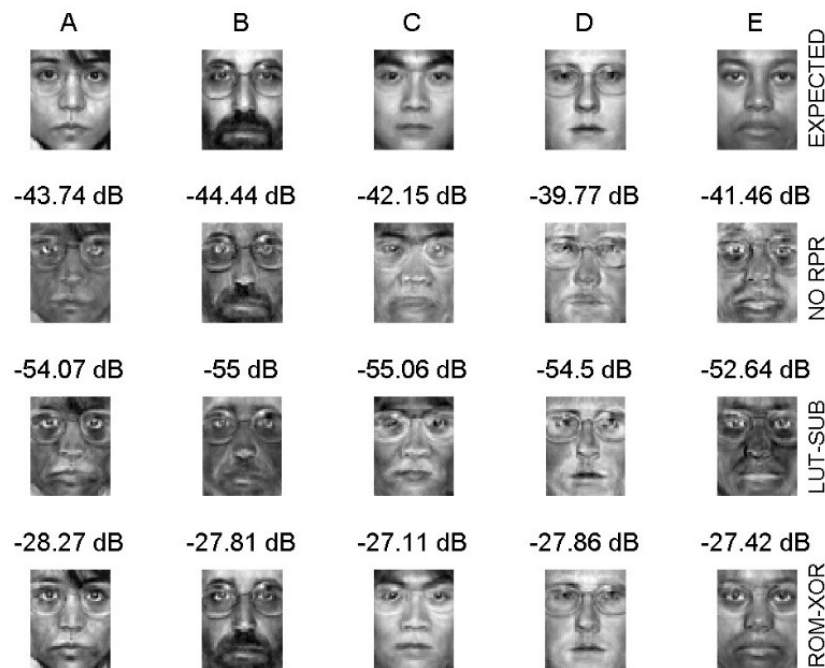 A B C D E
EXPECTED
-43.74 dB -44.44 dB -42.15 dB -39.77 dB -41.46 dB
NO RPR
-54.07 dB -55 dB -55.06 dB -54.5 dB -52.64 dB
LUT-SUB
-28.27 dB -27.81 dB -27.11 dB -27.86 dB -27.42 dB
ROM-XOR